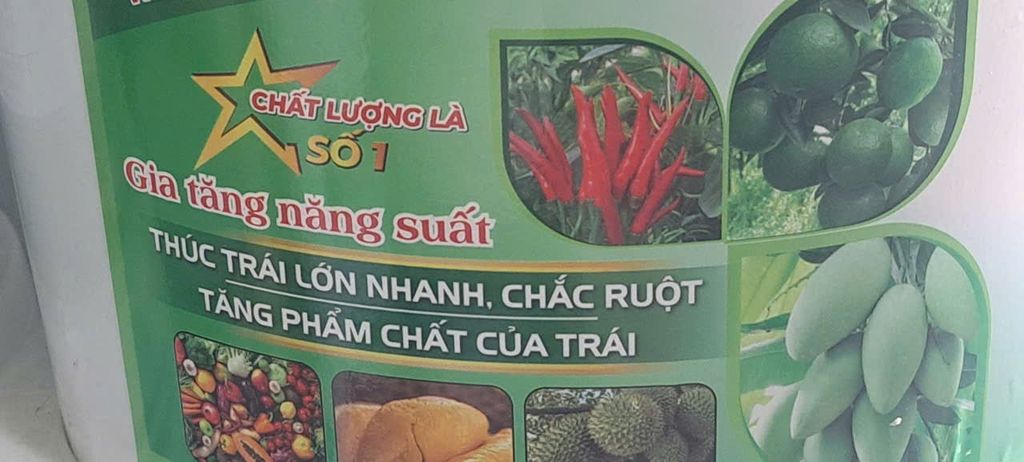 CHẤT LƯỢNG LÀ
SỐ 1
Gia tăng năng suất
THÚC TRÁI LỚN NHANH, CHẮC RUỘT
TĂNG PHẨM CHẤT CỦA TRÁI